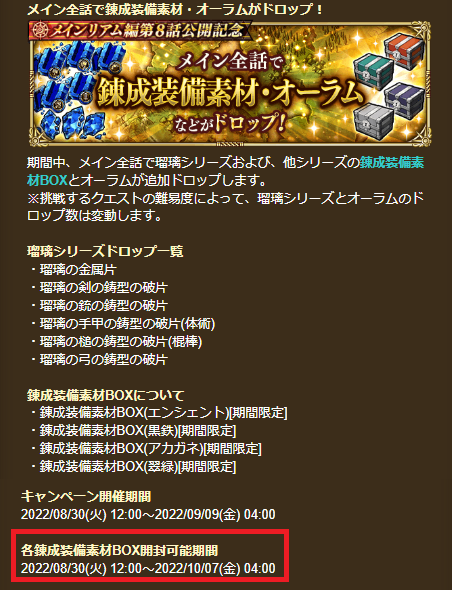 メイン全話で錬成装備素材・オーラムがドロップ！
メインリアム編第8話公開記念
メイン全話で
錬成装備素材・オーラム
などがドロップ!
期間中、メイン全話で瑠璃シリーズおよび、他シリーズの錬成装備素
材BOXとオーラムが追加ドロップします。
※挑戦するクエストの難易度によって、瑠璃シリーズとオーラムのド
ロップ数は変動します。
瑠璃シリーズドロップ一覧
・瑠璃の金属片
・瑠璃の剣の鋳型の破片
・瑠璃の銃の鋳型の破片
・瑠璃の手甲の鋳型の破片(体術)
・瑠璃の槌の鋳型の破片(棍棒)
・瑠璃の弓の鋳型の破片
錬成装備素材BOXについて
・錬成装備素材BOX(エンシェント)[期間限定]
・錬成装備素材BOX(黒鉄)[期間限定]
・錬成装備素材BOX(アカガネ)[期間限定]
・錬成装備素材BOX(翠緑)[期間限定]
キャンペーン開催期間
2022/08/30(火) 12:00～2022/09/09(金) 04:00
各錬成装備素材BOX開封可能期間
2022/08/30(火) 12:00～2022/10/07(金) 04:00